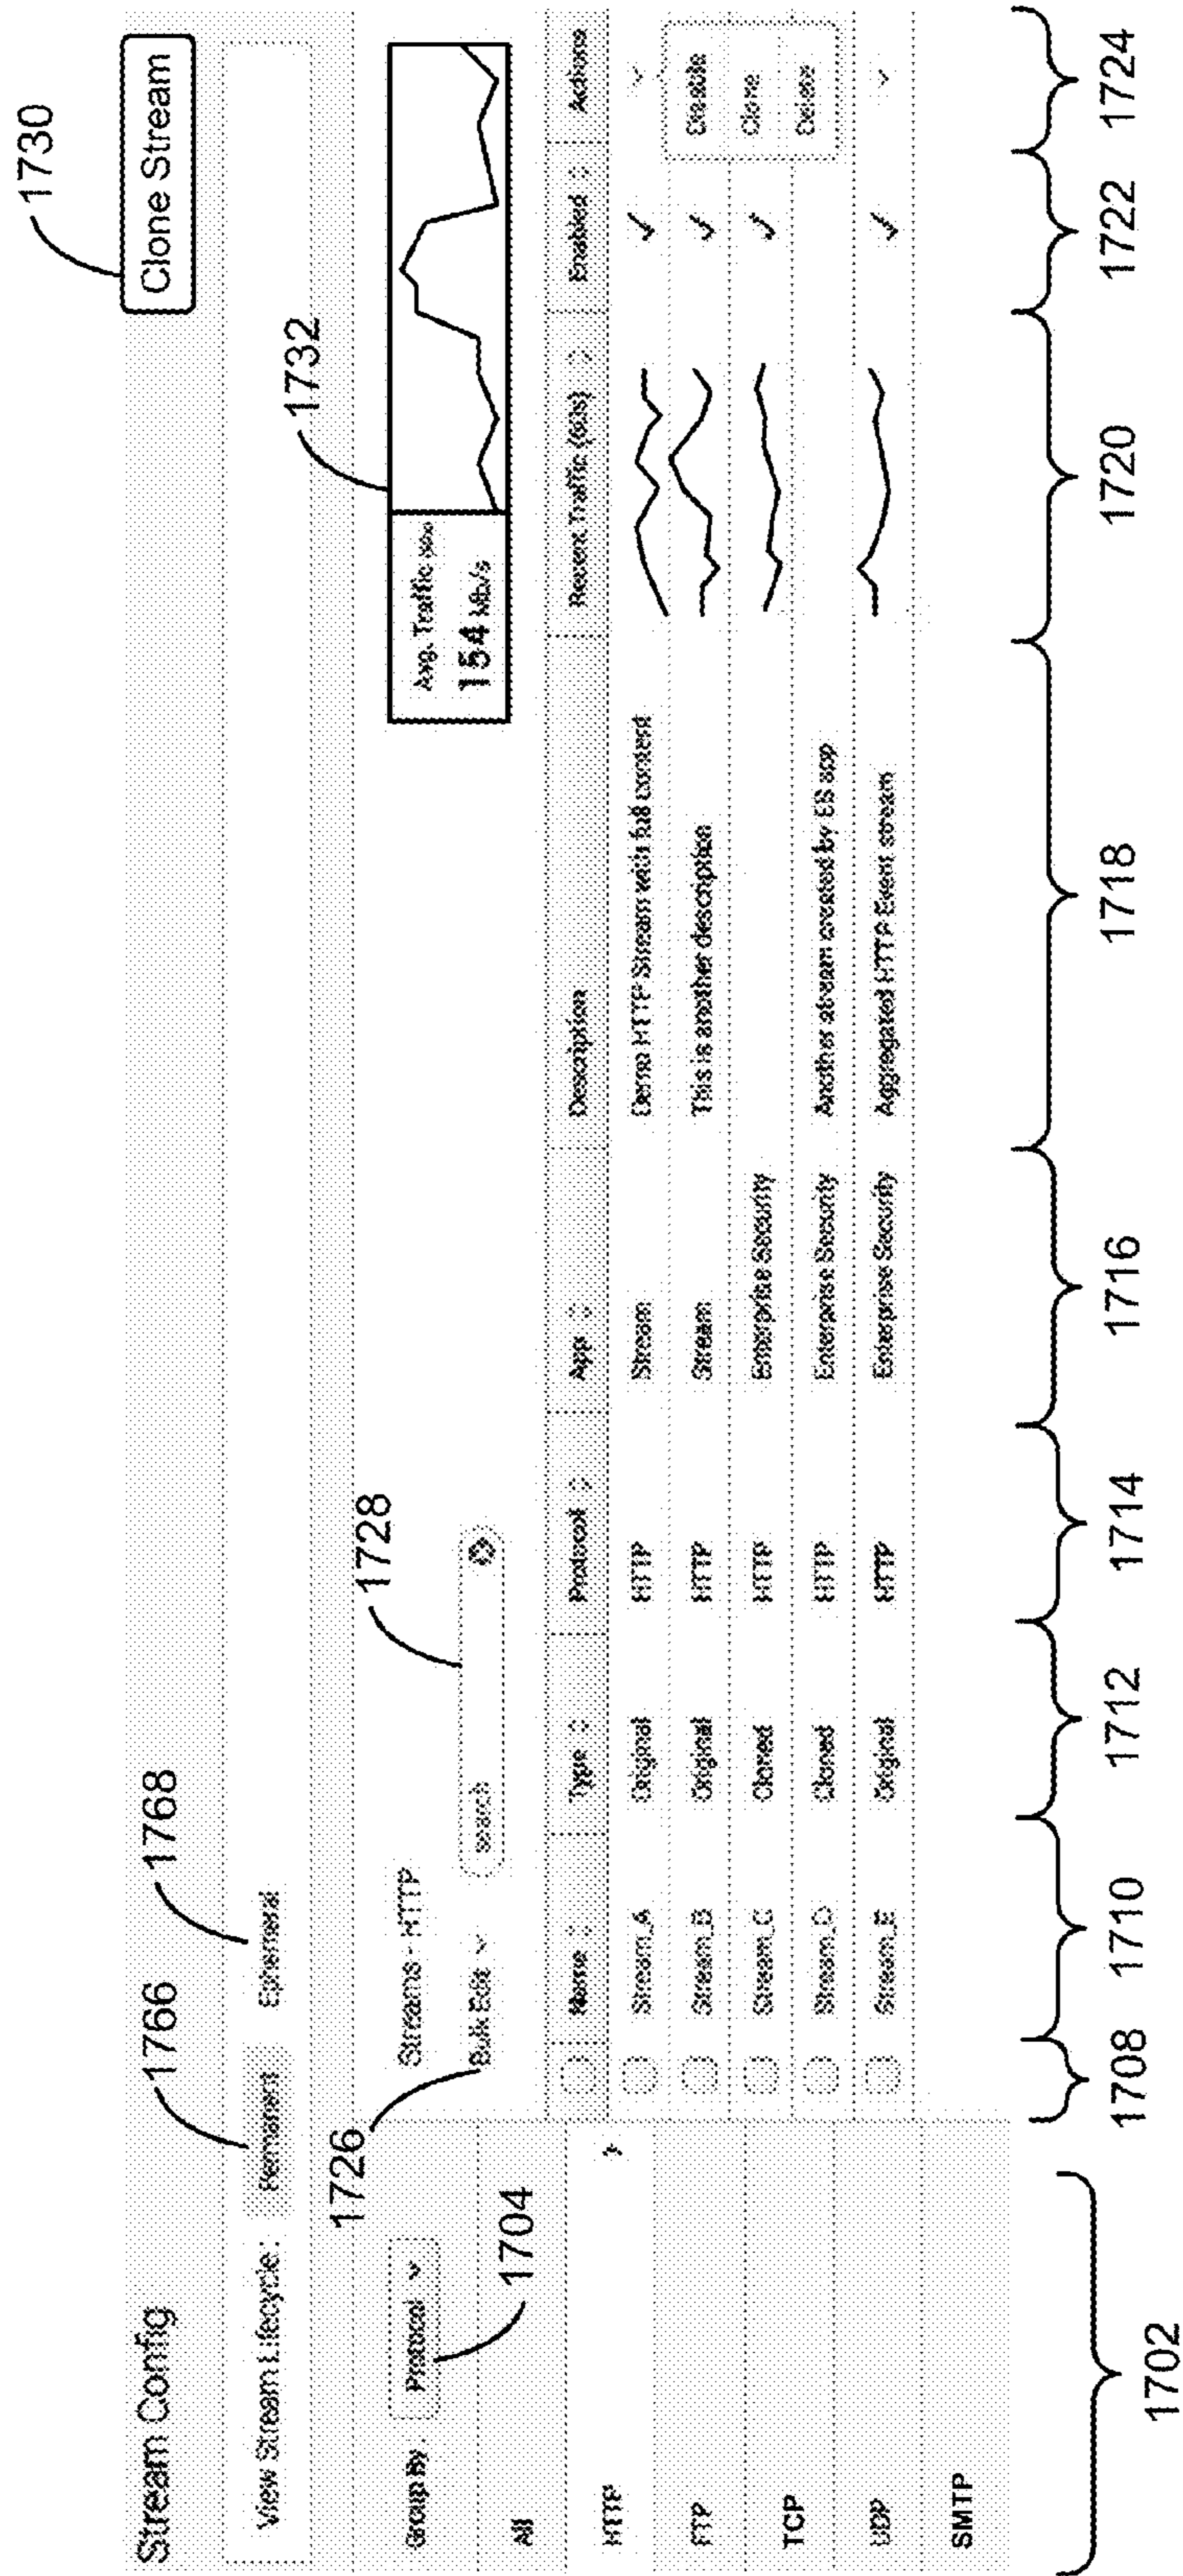 1730
Stream Config
Clone Stream
1766
1768
View Stream Lifecycle:
Permanent
Ephemeral
1732
1726
1728
Group By
Protocol
Streams - HTTP
Avg. Traffic
154 Mb/s
Bulk Edit
search
1704
All
Name
Type
Protocol
App
Description
Recent Traffic (60s)
Enabled
Actions
HTTP
Stream_A
Original
HTTP
Stream
Demo HTTP Stream with full content
FTP
Stream_B
Original
HTTP
Stream
This is another description
Disable
TCP
Stream_C
Cloned
HTTP
Enterprise Security
Clone
Stream_D
Cloned
HTTP
Enterprise Security
Another stream created by ES app
Delete
UDP
Stream_E
Original
HTTP
Enterprise Security
Aggregated HTTP Event stream
SMTP
1702
1708
1710
1712
1714
1716
1718
1720
1722
1724